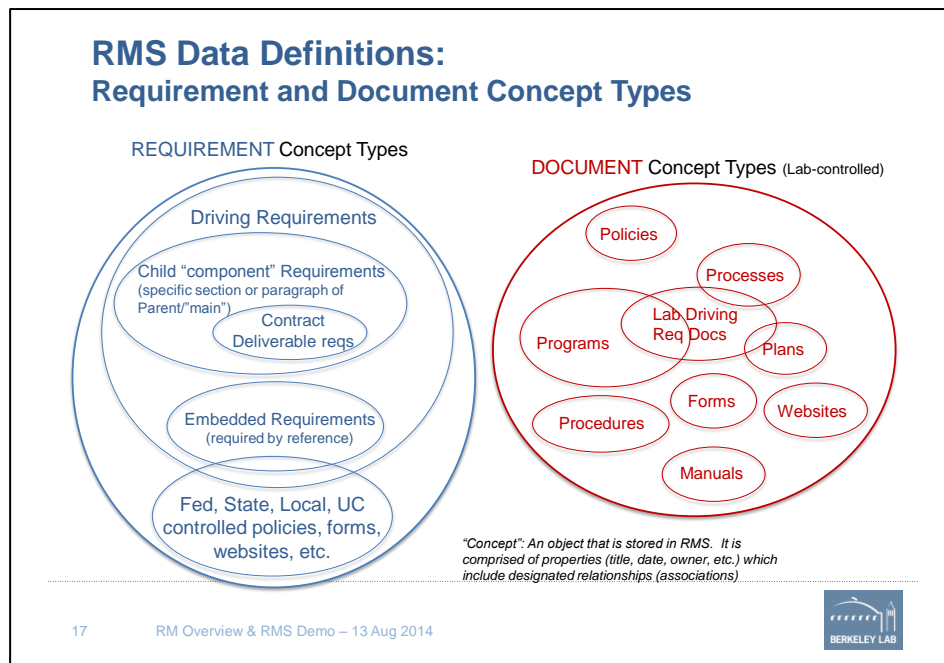 RMS Data Definitions:
Requirement and Document Concept Types
REQUIREMENT Concept Types
Driving Requirements
Child “component” Requirements
(specific section or paragraph of
Parent/”main”)
Contract
Deliverable reqs
Embedded Requirements
(required by reference)
Fed, State, Local, UC
controlled policies, forms,
websites, etc.
DOCUMENT Concept Types (Lab-controlled)
Policies
Processes
Lab Driving
Req Docs
Programs
Plans
Forms
Websites
Procedures
Manuals
“Concept”: An object that is stored in RMS. It is
comprised of properties (title, date, owner, etc.) which
include designated relationships (associations)
17
RM Overview & RMS Demo – 13 Aug 2014
BERKELEY LAB